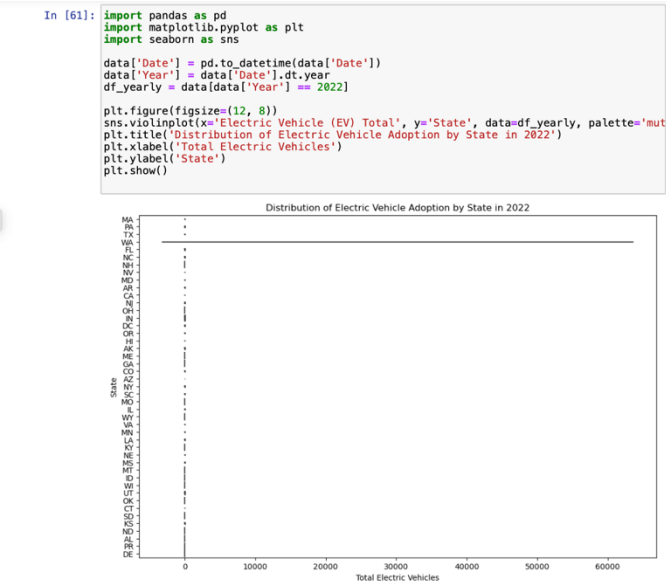 In [61]:
import pandas as pd
import matplotlib.pyplot as plt
import seaborn as sns
data['Date'] = pd.to_datetime(data['Date'])
data['Year'] = data['Date'].dt.year
df_yearly = data[data['Year'] == 2022]
plt.figure(figsize=(12, 8))
sns.violinplot(x='Electric Vehicle (EV) Total', y='State', data=df_yearly, palette='mut
plt.title('Distribution of Electric Vehicle Adoption by State in 2022')
plt.xlabel('Total Electric Vehicles')
plt.ylabel('State')
plt.show()
Distribution of Electric Vehicle Adoption by State in 2022
State
MA
PA
TX
WA
FL
NC
NH
NV
MD
AR
CA
NJ
OH
IN
DC
OR
HI
AK
ME
GA
CO
AZ
NY
SC
MO
IL
WY
VA
MN
LA
KY
NE
MS
MT
ID
WI
UT
OK
CT
SD
KS
ND
AL
PR
DE
0 10000 20000 30000 40000 50000 60000
Total Electric Vehicles